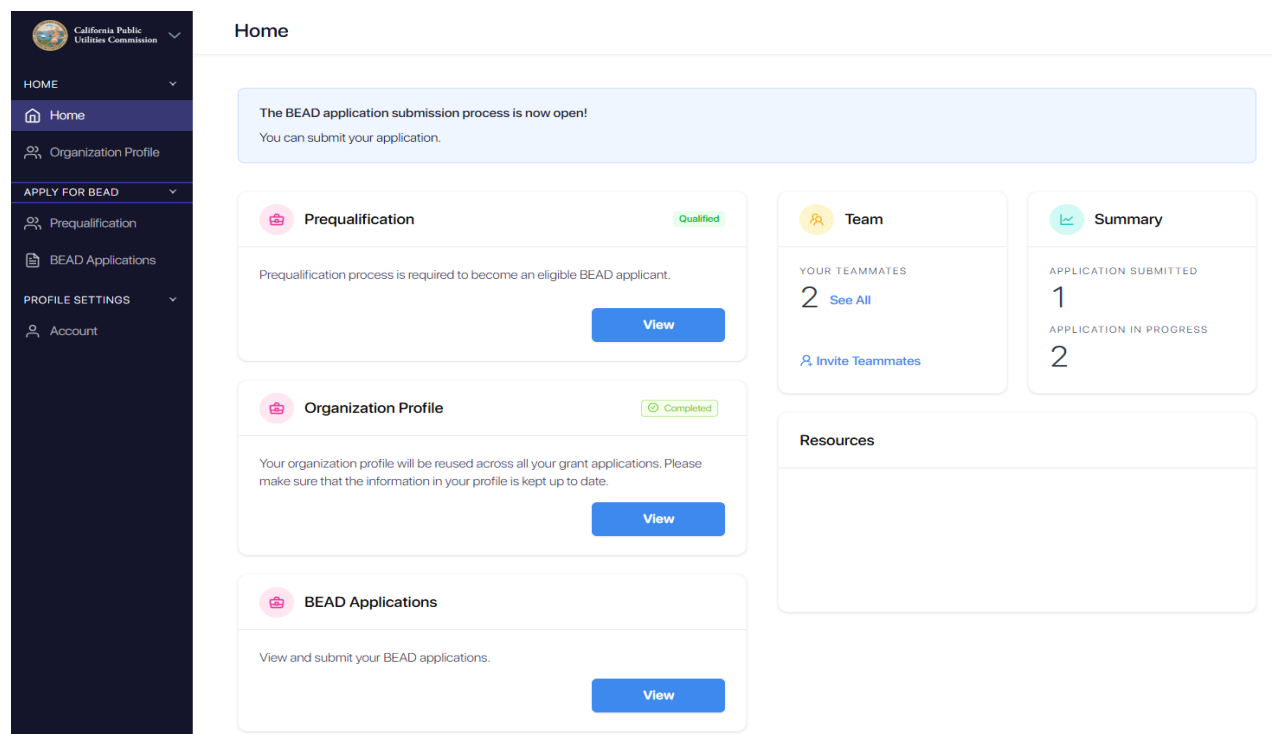 California Public
Utilities Commission
HOME
Home
Organization Profile
APPLY FOR BEAD
Prequalification
BEAD Applications
PROFILE SETTINGS
Account
Home
The BEAD application submission process is now open!
You can submit your application.
Prequalification
Qualified
Prequalification process is required to become an eligible BEAD applicant.
View
Organization Profile
Completed
Your organization profile will be reused across all your grant applications. Please
make sure that the information in your profile is kept up to date.
View
BEAD Applications
View and submit your BEAD applications.
View
Team
YOUR TEAMMATES
2 See All
Invite Teammates
Summary
APPLICATION SUBMITTED
1
APPLICATION IN PROGRESS
2
Resources